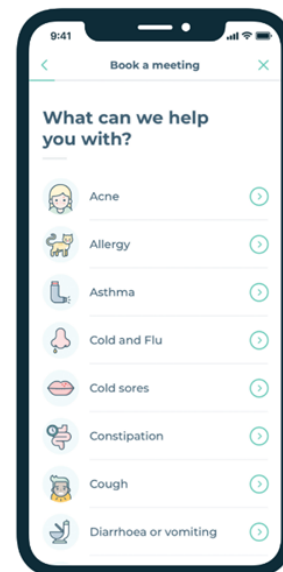 9:41
Book a meeting
What can we help
you with?
Acne
Allergy
Asthma
Cold and Flu
Cold sores
Constipation
Cough
Diarrhoea or vomiting